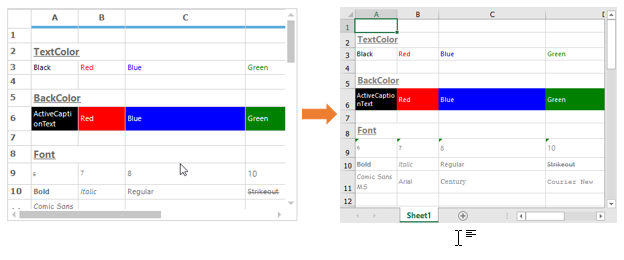 A B C
1
2 TextColor
3 Black Red Blue Green
4
5 BackColor
6 ActiveCaptionText Red Blue Green
7
8 Font
9 6 7 8 10
10 Bold Italic Regular Strikeout
Comic Sans
A B C
1
2 TextColor
3 Black Red Blue Green
4
5 BackColor
6 ActiveCaptionText Red Blue Green
7
8 Font
9 6 7 8 10
10 Bold Italic Regular Strikeout
11 Comic Sans MS Arial Century Courier New
12
Sheet1